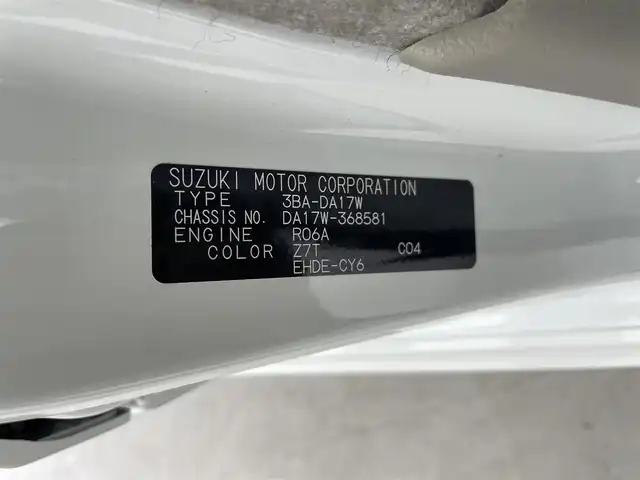 SUZUKI MOTOR CORPORATION
TYPE 3BA-DA17W
CHASSIS NO. DA17W-368581
ENGINE R06A
COLOR Z7T C04
EHDE-CY6